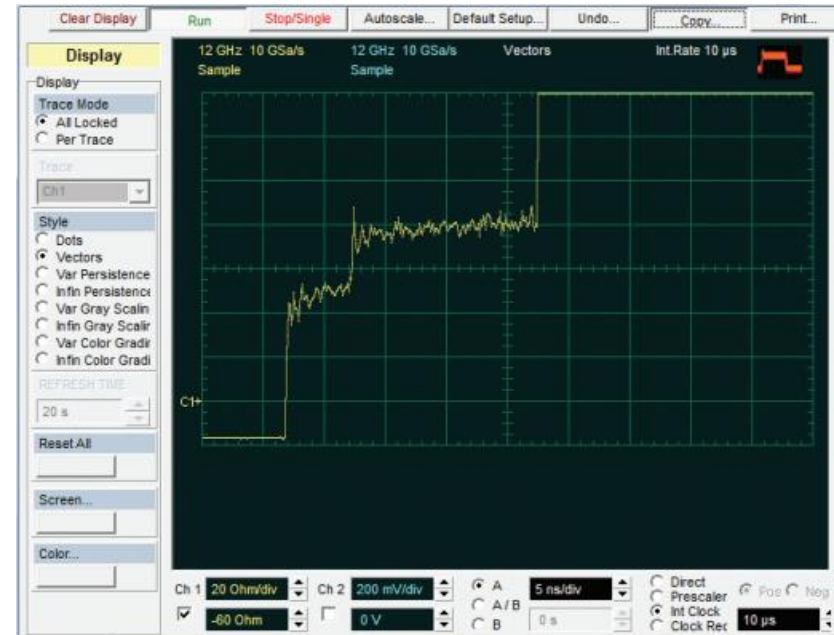 Clear Display Run Stop/Single Autoscale... Default Setup... Undo... Copy... Print...
Display
12 GHz 10 GSa/s 12 GHz 10 GSa/s Vectors Int.Rate 10 µs
Sample Sample
Display
Trace Mode
All Locked
Per Trace
Trace
Ch1
Style
Dots
Vectors
Var Persistence
Infin Persistence
Var Gray Scalin
Infin Gray Scalir
Var Color Gradir
Infin Color Gradi
REFRESH TIME
20 s
Reset All
Screen...
Color...
C1+
Ch 1 20 Ohm/div Ch 2 200 mV/div A 5 ns/div Direct
-60 Ohm 0 V A / B 0 s Prescaler Pos Neg
B Int Clock 10 µs
Clock Rec